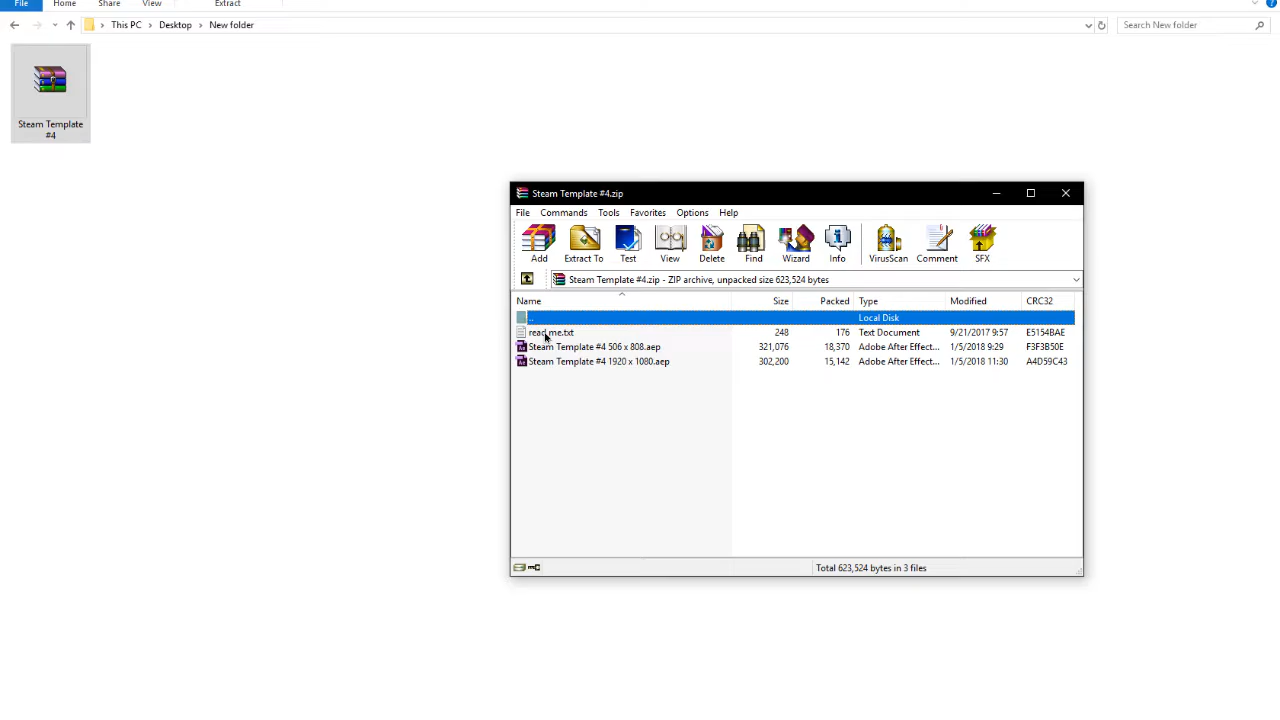 File Home Share View Extract
This PC Desktop New folder Search New folder
Steam Template
#4
Steam Template #4.zip
File Commands Tools Favorites Options Help
Add Extract To Test View Delete Find Wizard Info VirusScan Comment SFX
Steam Template #4.zip - ZIP archive, unpacked size 623,524 bytes
Name Size Packed Type Modified CRC32
.. Local Disk
read me.txt 248 176 Text Document 9/21/2017 9:57 E5154BAE
Steam Template #4 506 x 808.aep 321,076 18,370 Adobe After Effect... 1/5/2018 9:29 F3F3B50E
Steam Template #4 1920 x 1080.aep 302,200 15,142 Adobe After Effect... 1/5/2018 11:30 A4D59C43
Total 623,524 bytes in 3 files